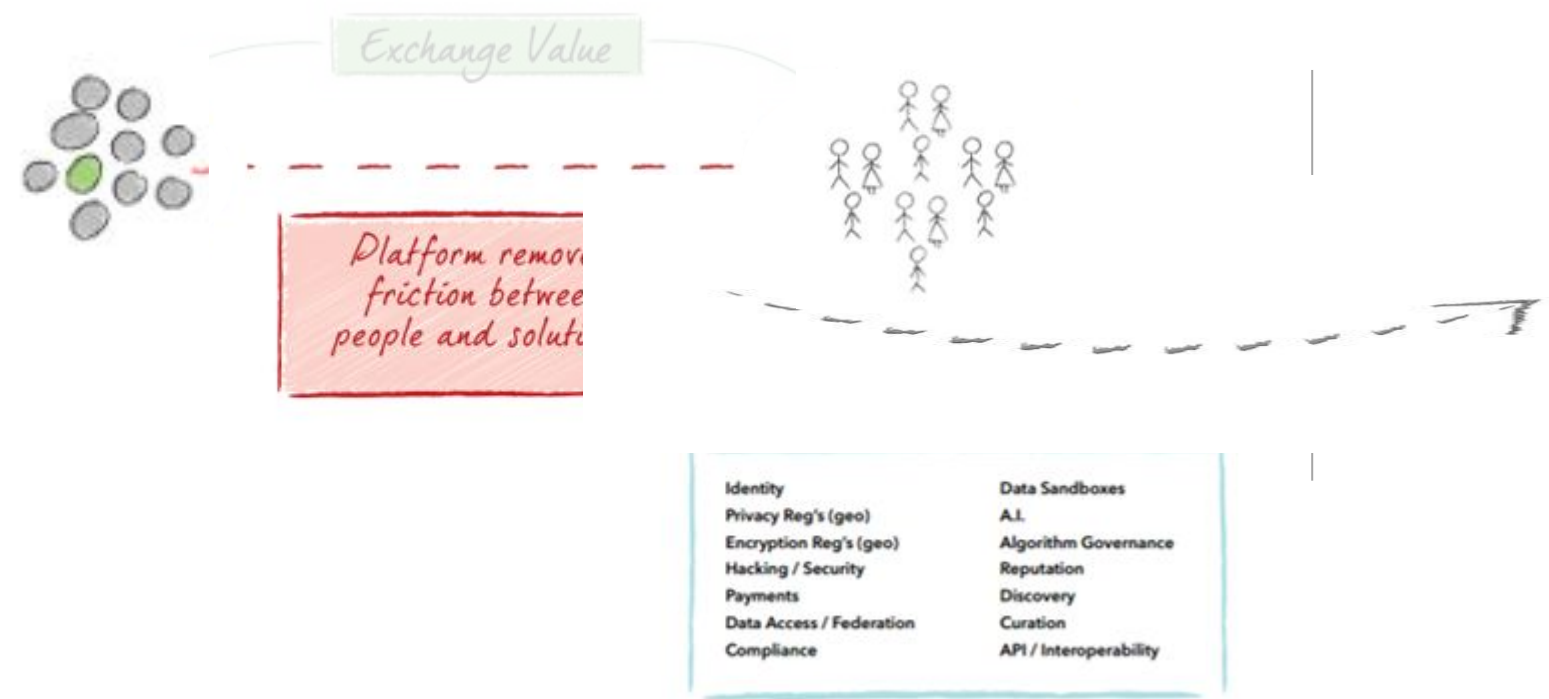 Exchange Value
Platform remov
friction betwee
people and soluti
Identity
Privacy Reg's (geo)
Encryption Reg's (geo)
Hacking / Security
Payments
Data Access / Federation
Compliance
Data Sandboxes
A.I.
Algorithm Governance
Reputation
Discovery
Curation
API / Interoperability